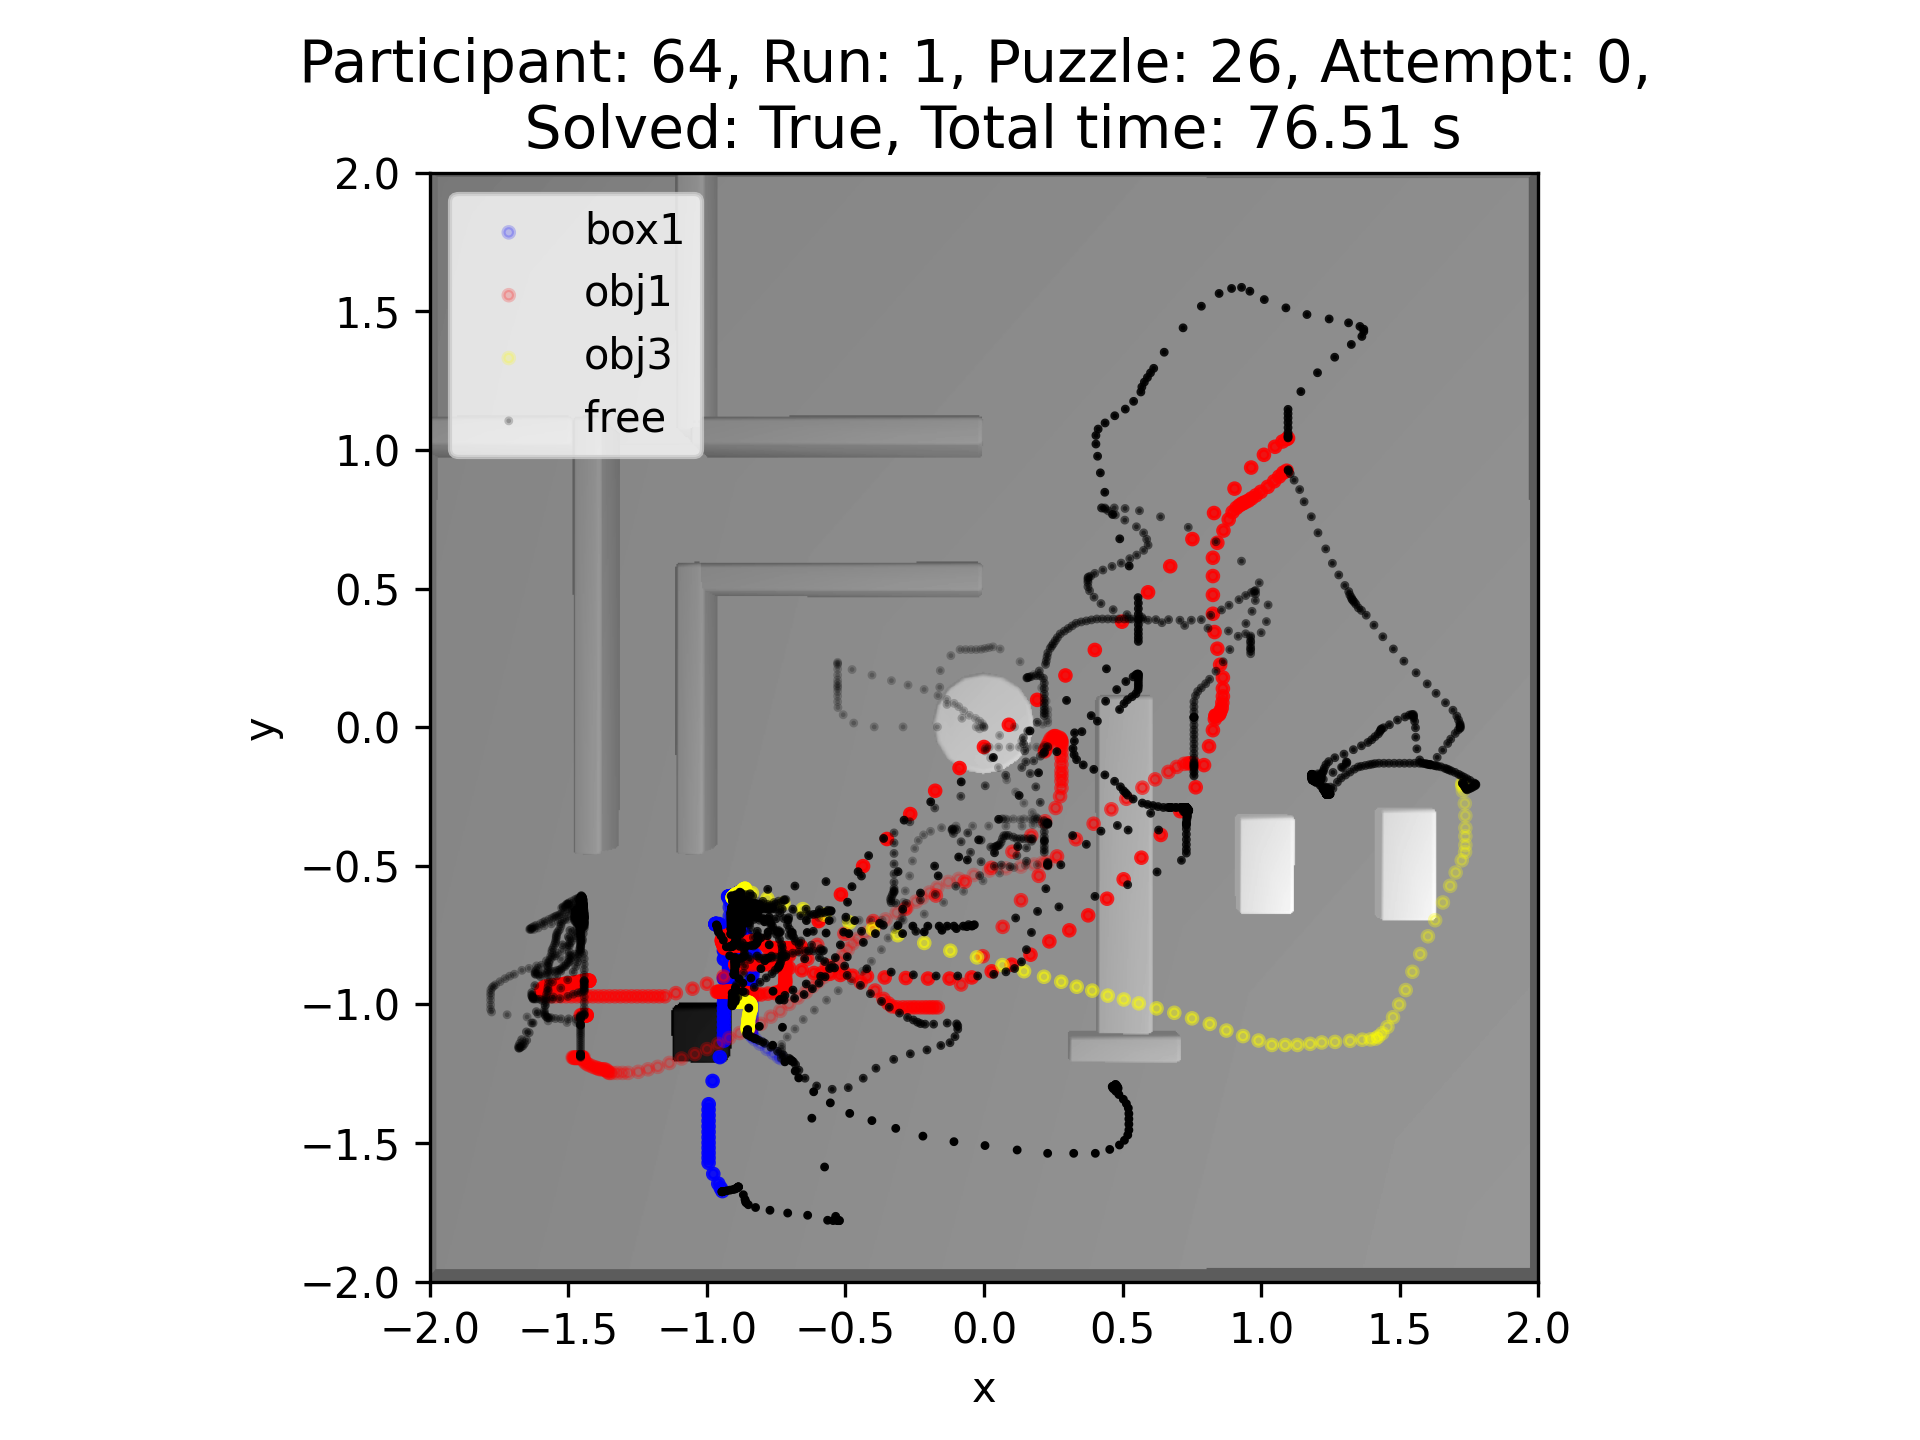 Participant: 64, Run: 1, Puzzle: 26, Attempt: 0,
Solved: True, Total time: 76.51 s
box1
obj1
obj3
free
2.0
1.5
1.0
0.5
0.0
−0.5
−1.0
−1.5
−2.0
y
−2.0 −1.5 −1.0 −0.5 0.0 0.5 1.0 1.5 2.0
x